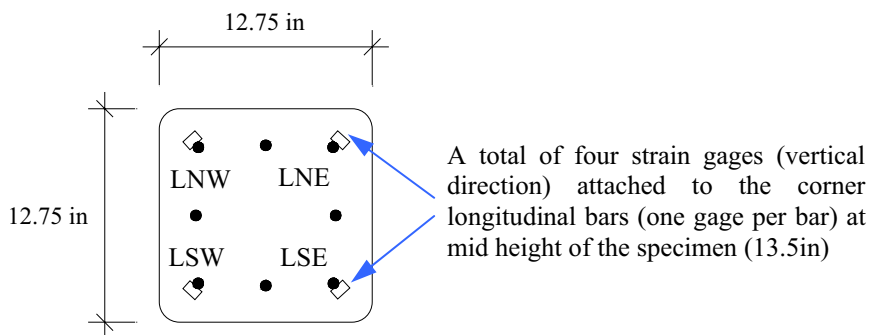 12.75 in
LNW LNE
12.75 in
LSW LSE
A total of four strain gages (vertical
direction) attached to the corner
longitudinal bars (one gage per bar) at
mid height of the specimen (13.5in)